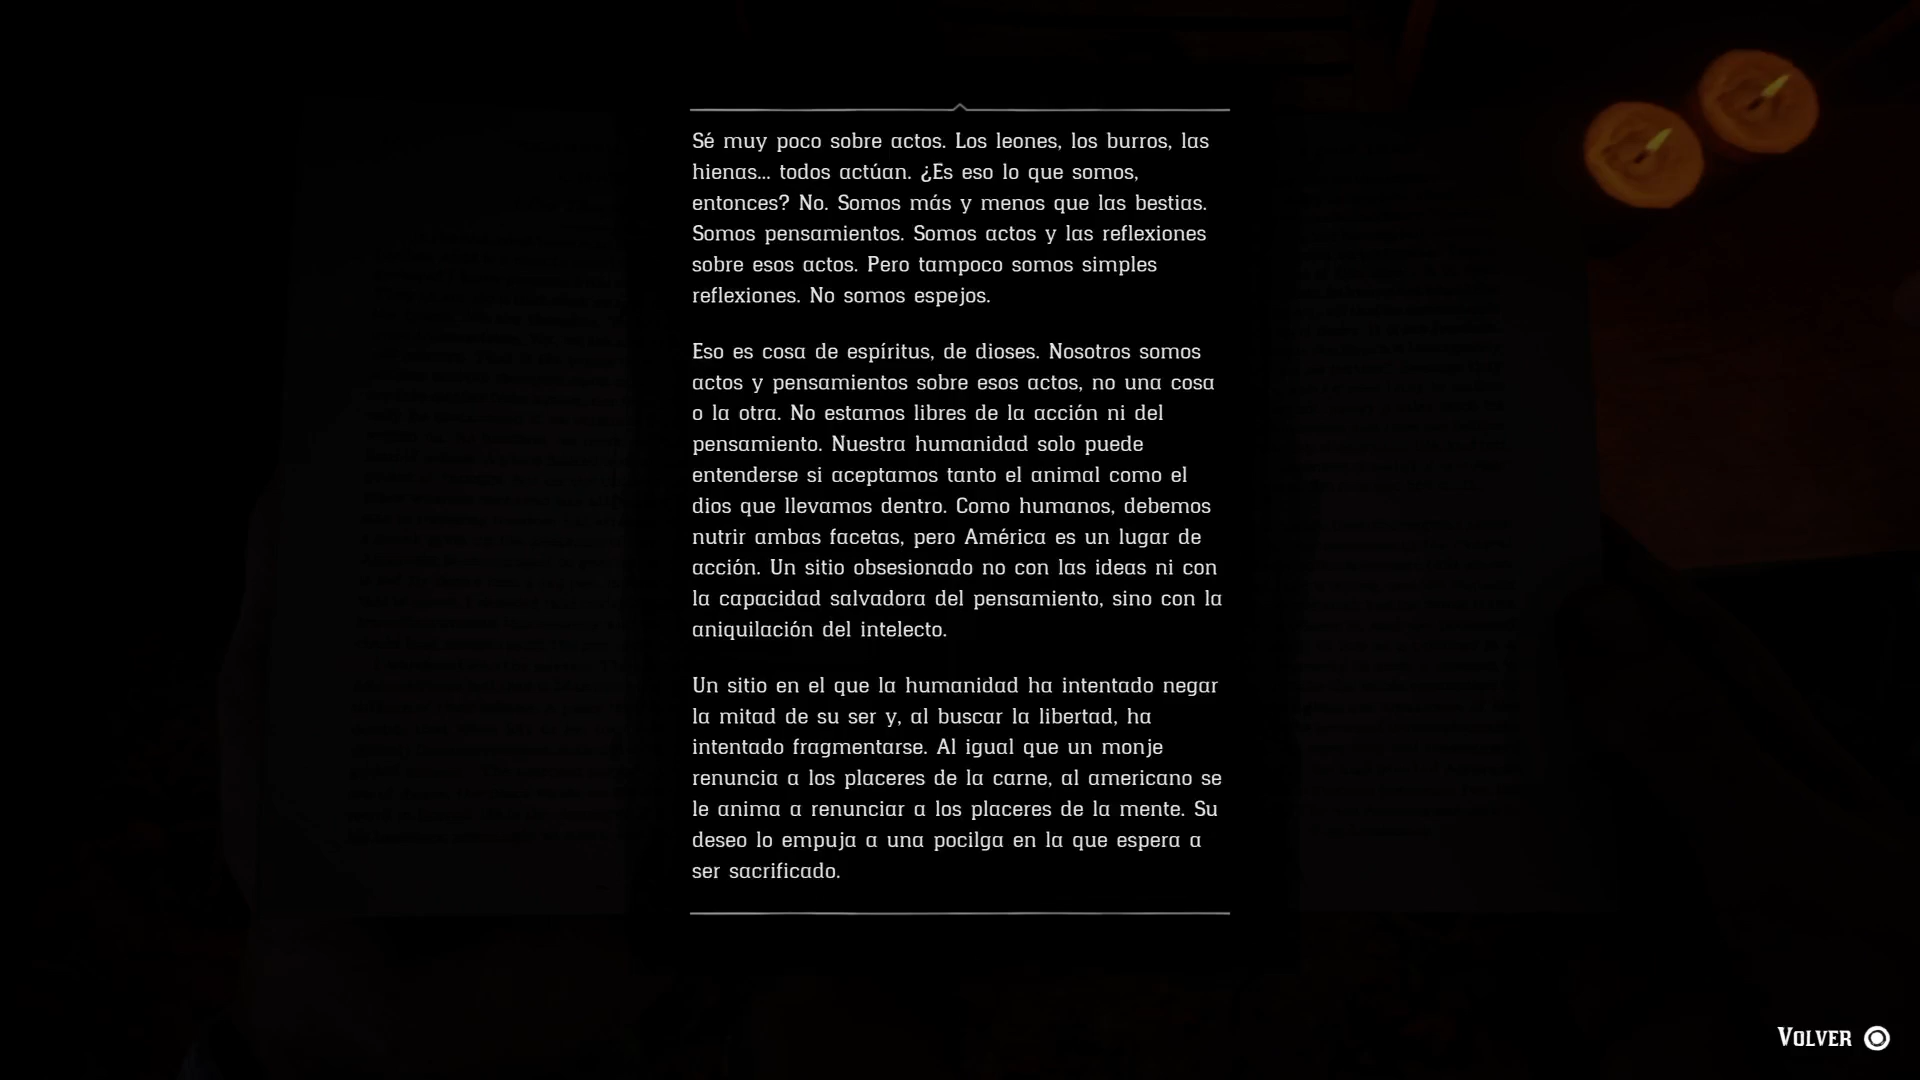 Sé muy poco sobre actos. Los leones, los burros, las
hienas... todos actúan. ¿Es eso lo que somos,
entonces? No. Somos más y menos que las bestias.
Somos pensamientos. Somos actos y las reflexiones
sobre esos actos. Pero tampoco somos simples
reflexiones. No somos espejos.
Eso es cosa de espíritus, de dioses. Nosotros somos
actos y pensamientos sobre esos actos, no una cosa
o la otra. No estamos libres de la acción ni del
pensamiento. Nuestra humanidad solo puede
entenderse si aceptamos tanto el animal como el
dios que llevamos dentro. Como humanos, debemos
nutrir ambas facetas, pero América es un lugar de
acción. Un sitio obsesionado no con las ideas ni con
la capacidad salvadora del pensamiento, sino con la
aniquilación del intelecto.
Un sitio en el que la humanidad ha intentado negar
la mitad de su ser y, al buscar la libertad, ha
intentado fragmentarse. Al igual que un monje
renuncia a los placeres de la carne, al americano se
le anima a renunciar a los placeres de la mente. Su
deseo lo empuja a una pocilga en la que espera a
ser sacrificado.
VOLVER